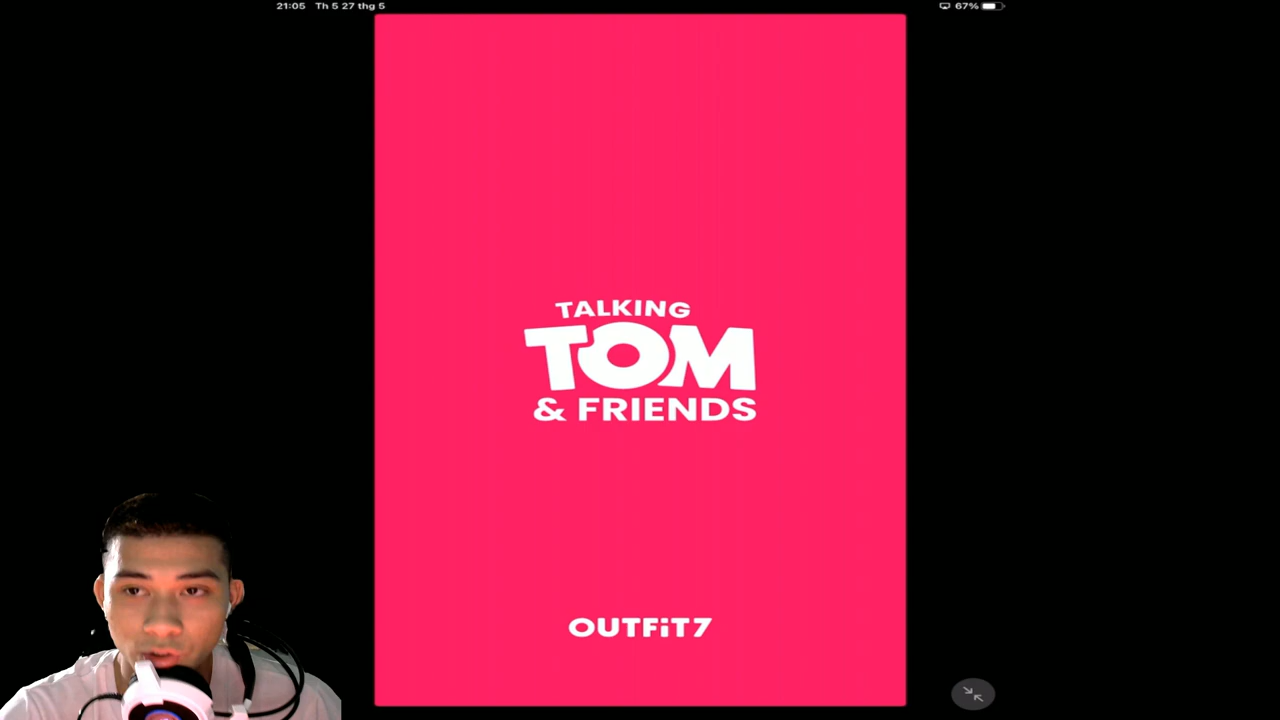 21:05 Th 5 27 thg 5
67%
TALKING
TOM
& FRIENDS
OUTFiT7